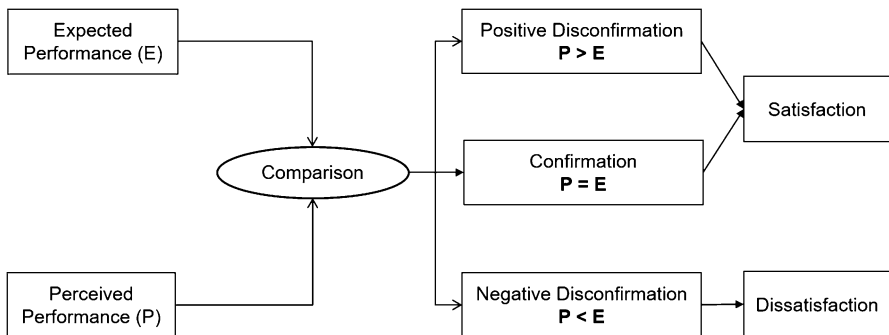 Expected
Performance (E)
Perceived
Performance (P)
Comparison
Positive Disconfirmation
P > E
Confirmation
P = E
Negative Disconfirmation
P < E
Satisfaction
Dissatisfaction